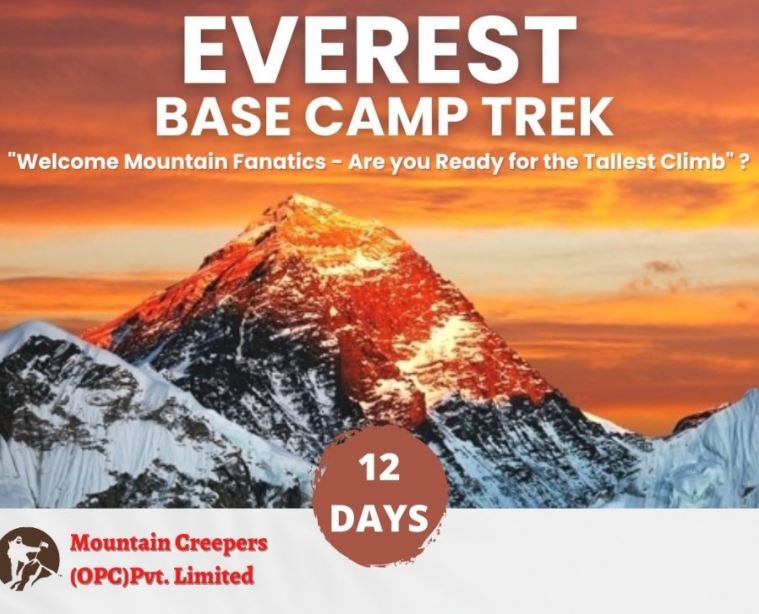 EVEREST
BASE CAMP TREK
"Welcome Mountain Fanatics - Are you Ready for the Tallest Climb" ?
12
DAYS
Mountain Creepers
(OPC)Pvt. Limited